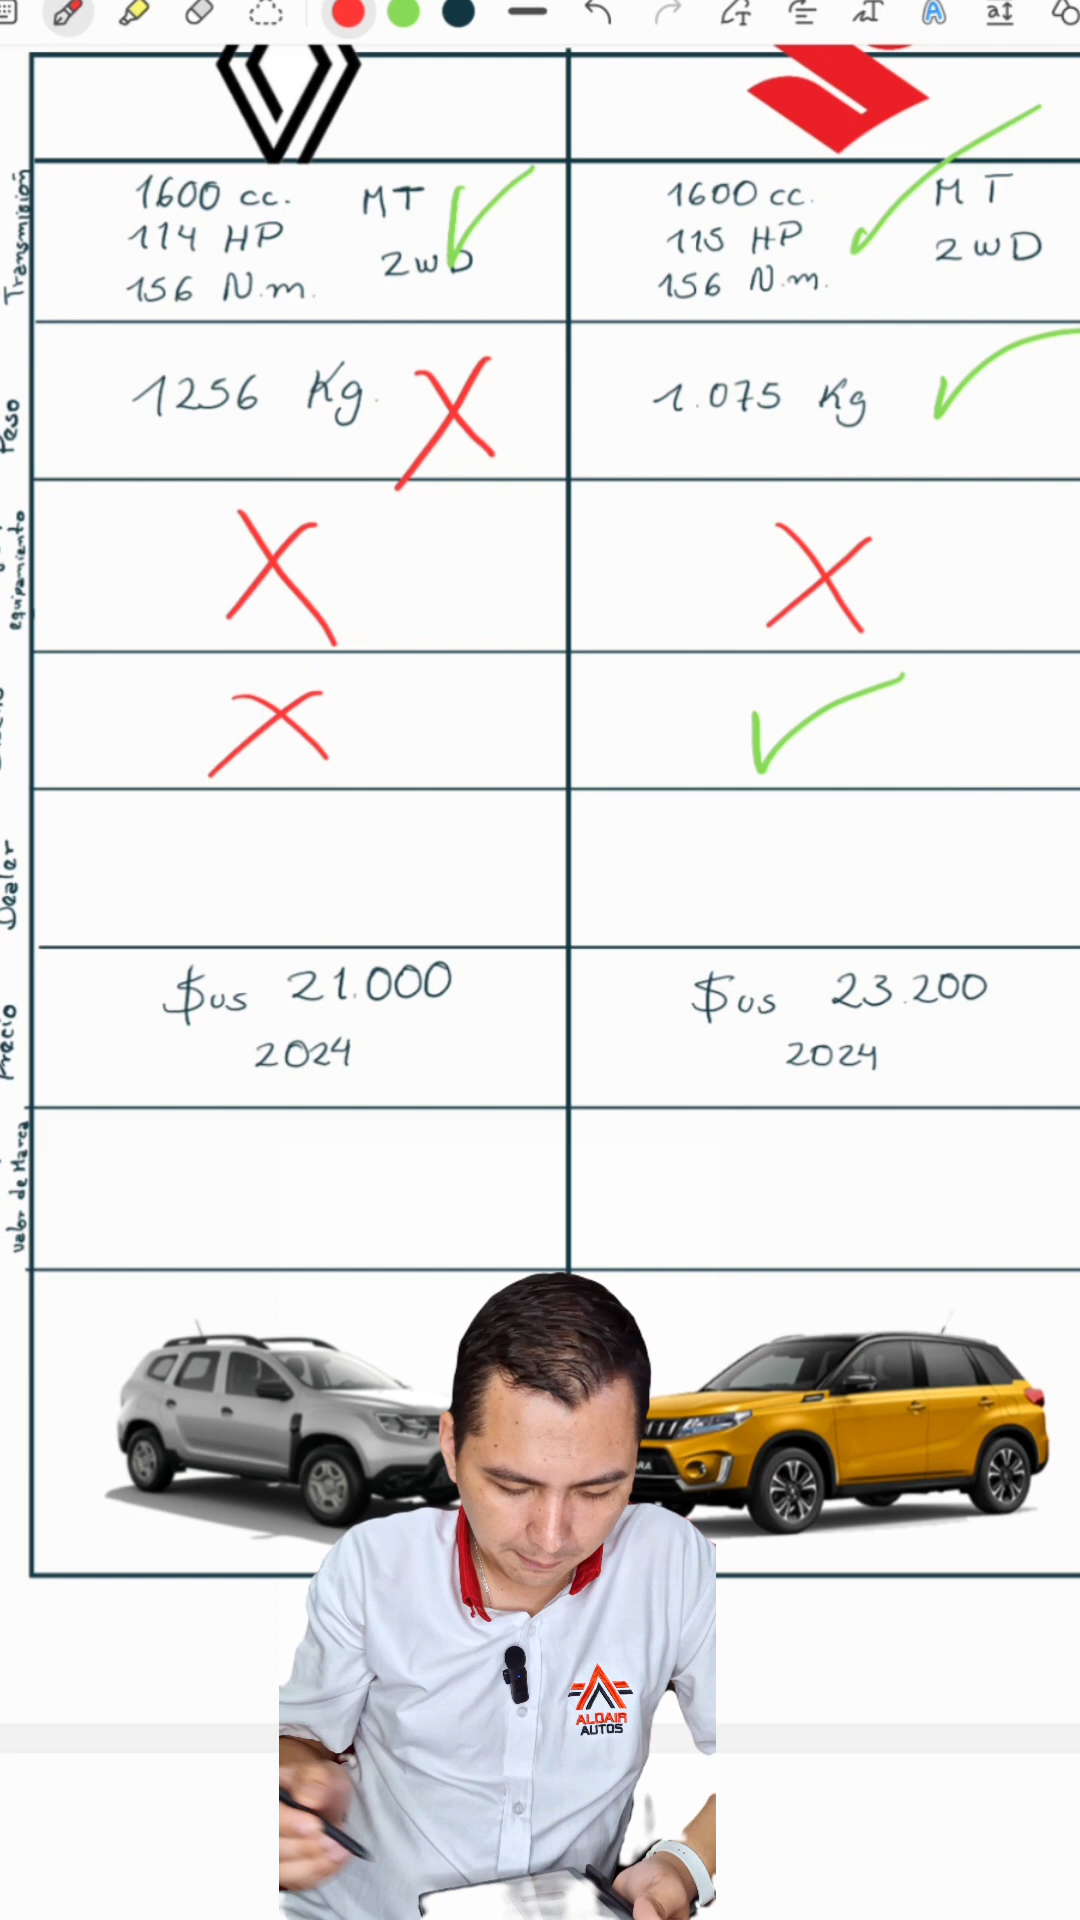 Transmisión
1600 cc. MT
114 HP
2WD
156 N.m.
1600 cc. MT
115 HP
2WD
156 N.m.
Peso
1256 Kg.
1.075 Kg
equipamiento
Dealer
Precio
$us 21.000
2024
$us 23.200
2024
Valor de Marca
ALDAIR
AUTOS